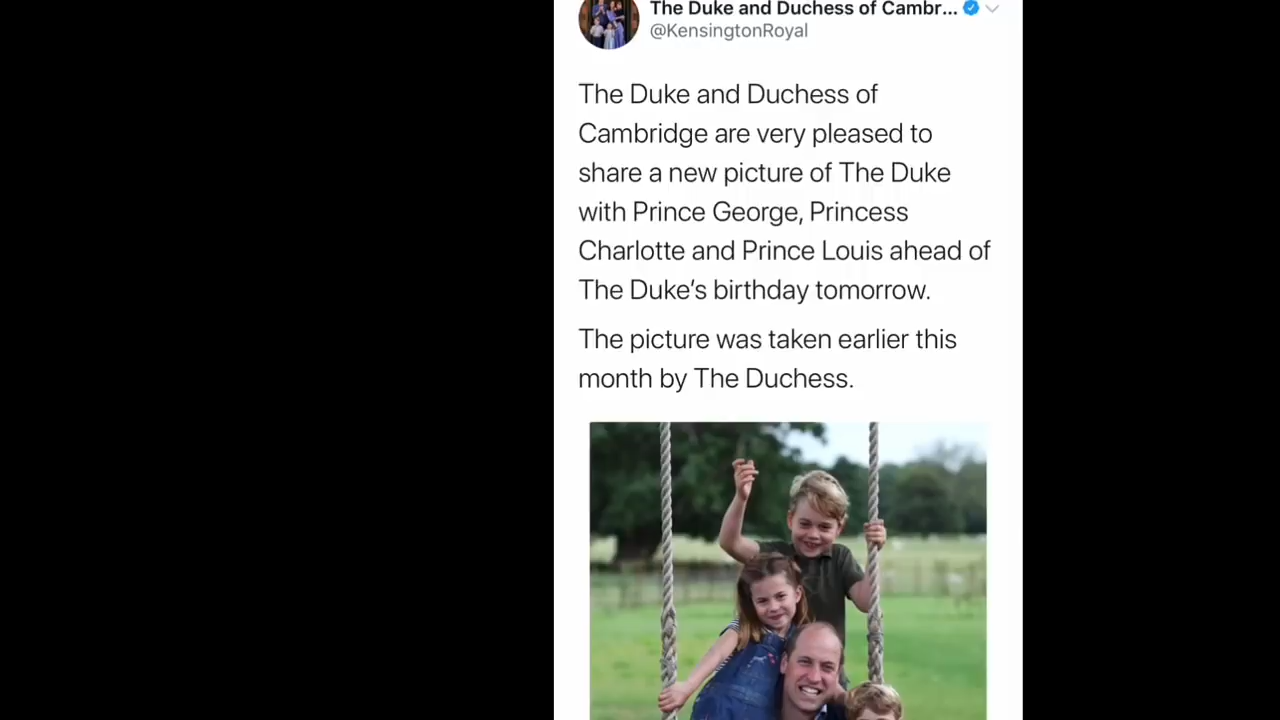 The Duke and Duchess of Cambr...
@KensingtonRoyal
The Duke and Duchess of
Cambridge are very pleased to
share a new picture of The Duke
with Prince George, Princess
Charlotte and Prince Louis ahead of
The Duke's birthday tomorrow.
The picture was taken earlier this
month by The Duchess.